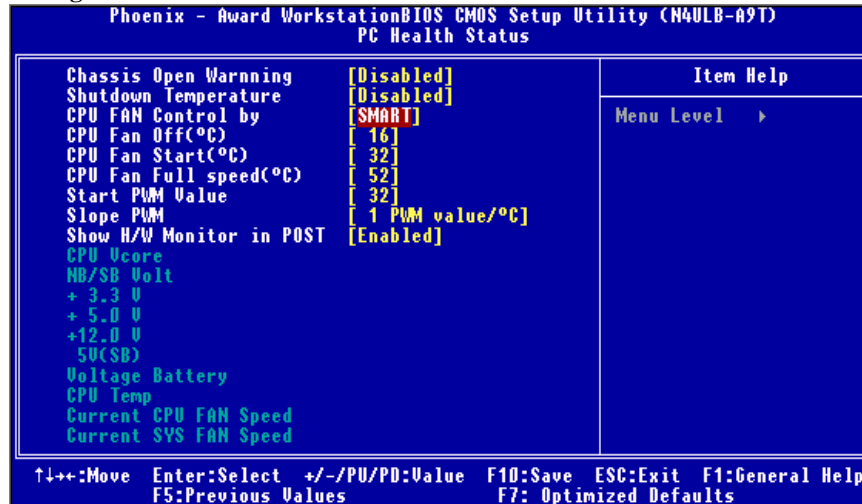 Phoenix - Award WorkstationBIOS CMOS Setup Utility (N4ULB-A9T)
PC Health Status
Chassis Open Warnning [Disabled]
Shutdown Temperature [Disabled]
CPU FAN Control by [SMART]
CPU Fan Off(ºC) [ 16]
CPU Fan Start(ºC) [ 32]
CPU Fan Full speed(ºC) [ 52]
Start PWM Value [ 32]
Slope PWM [ 1 PWM value/ºC]
Show H/W Monitor in POST [Enabled]
CPU Vcore
NB/SB Volt
+ 3.3 V
+ 5.0 V
+12.0 V
5V(SB)
Voltage Battery
CPU Temp
Current CPU FAN Speed
Current SYS FAN Speed
Item Help
Menu Level ▸
↑↓→←:Move Enter:Select +/-/PU/PD:Value F10:Save ESC:Exit F1:General Help
F5:Previous Values F7: Optimized Defaults